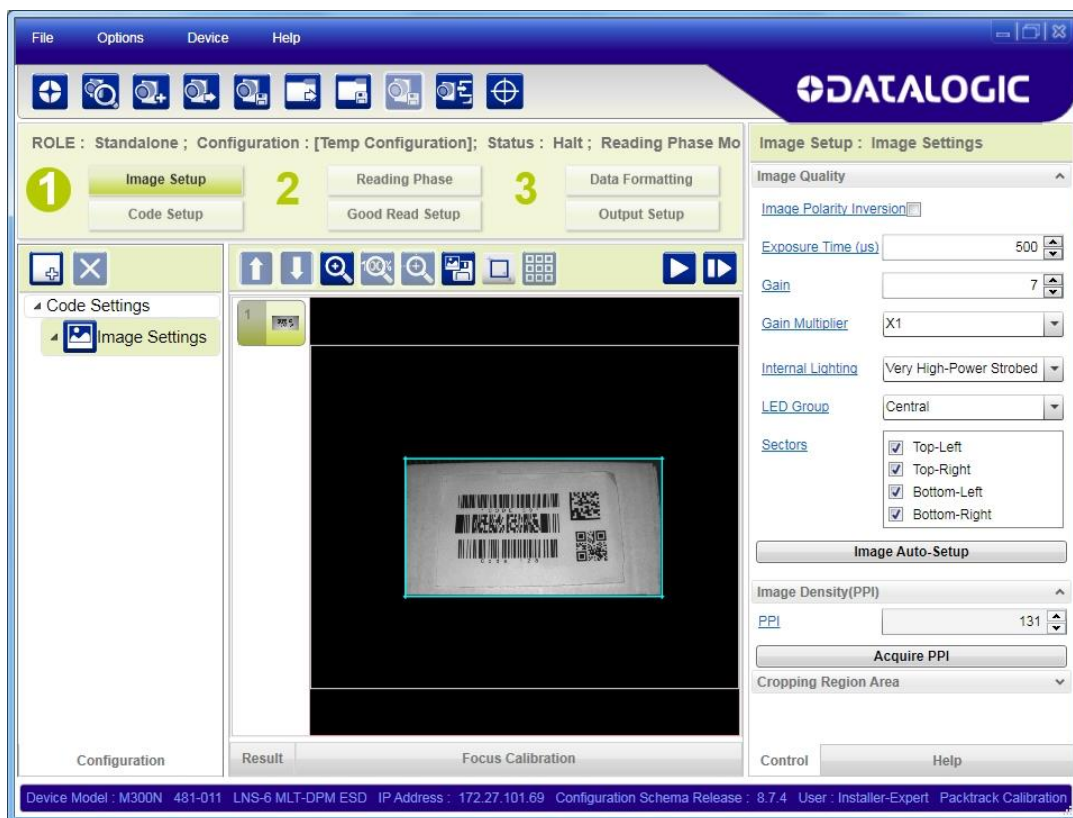 File Options Device Help
DATALOGIC
ROLE : Standalone ; Configuration : [Temp Configuration]; Status : Halt ; Reading Phase Mo
1 Image Setup 2 Reading Phase 3 Data Formatting
Code Setup Good Read Setup Output Setup
Code Settings
Image Settings
100%
1
CODE 128
Configuration
Result Focus Calibration
Image Setup : Image Settings
Image Quality
Image Polarity Inversion
Exposure Time (us) 500
Gain 7
Gain Multiplier X1
Internal Lighting Very High-Power Strobed
LED Group Central
Sectors Top-Left
Top-Right
Bottom-Left
Bottom-Right
Image Auto-Setup
Image Density(PPI)
PPI 131
Acquire PPI
Cropping Region Area
Control Help
Device Model : M300N 481-011 LNS-6 MLT-DPM ESD IP Address : 172.27.101.69 Configuration Schema Release : 8.7.4 User : Installer-Expert Packtrack Calibration